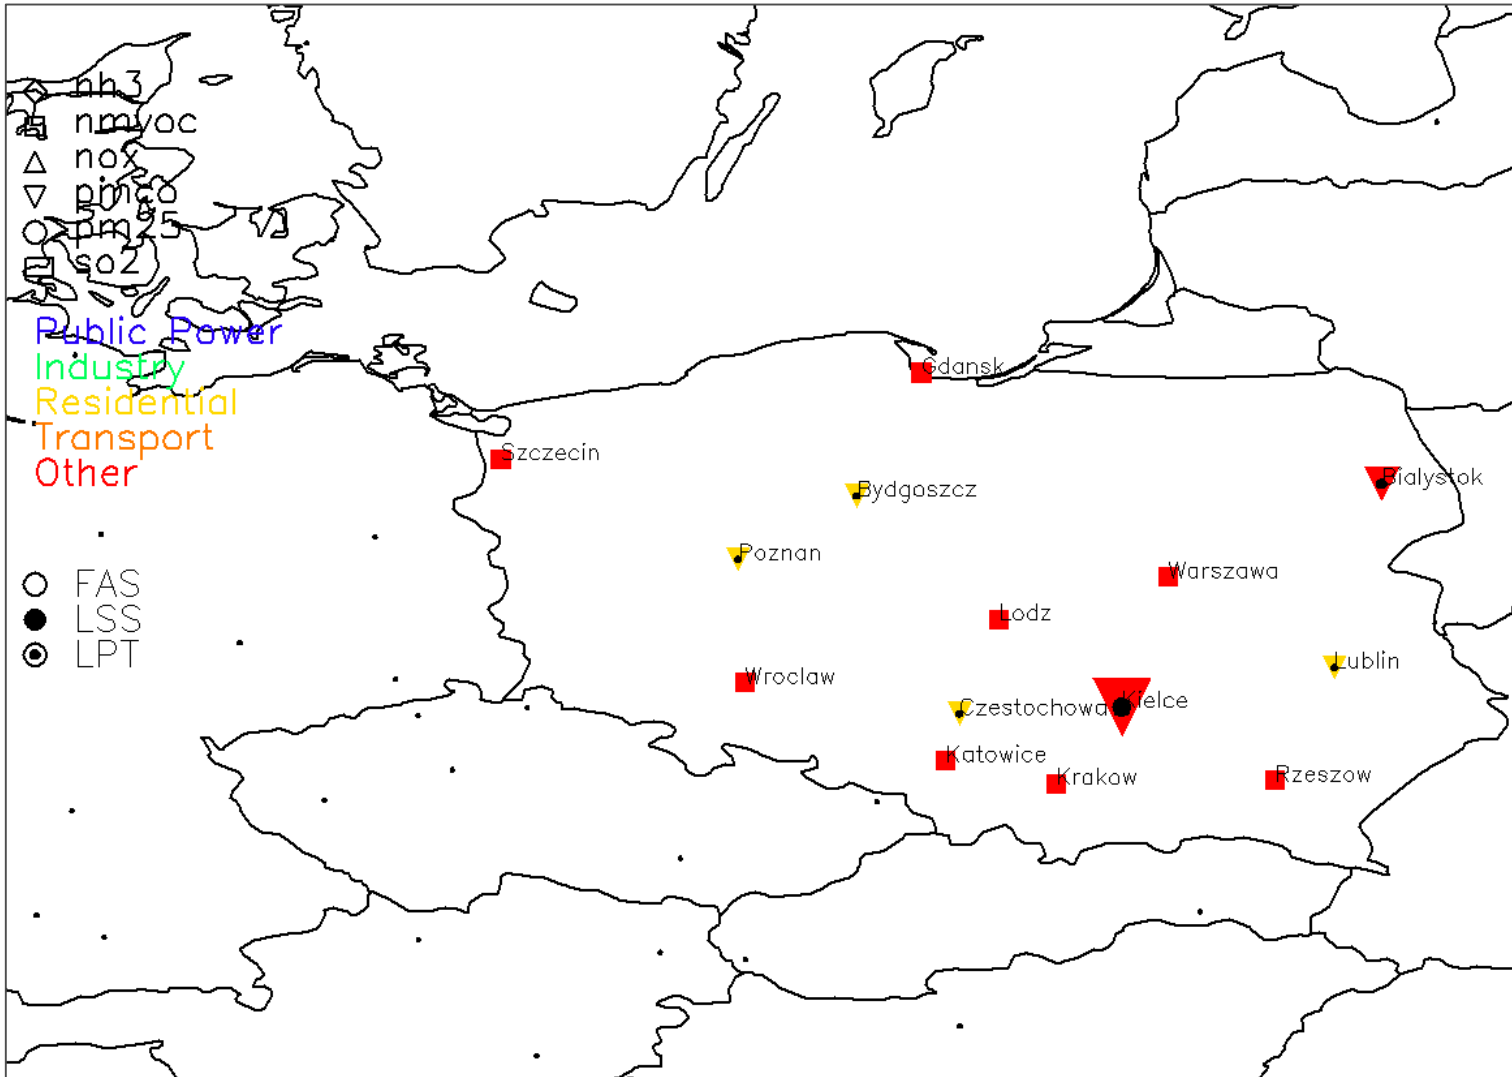 nh3
nmvoc
nox
pmco
pm25
so2
Public Power
Industry
Residential
Transport
Other
FAS
LSS
LPT
Gdansk
Szczecin
Bydgoszcz
Bialystok
Poznan
Warszawa
Lodz
Lublin
Wroclaw
Czestochowa
Kielce
Katowice
Krakow
Rzeszow